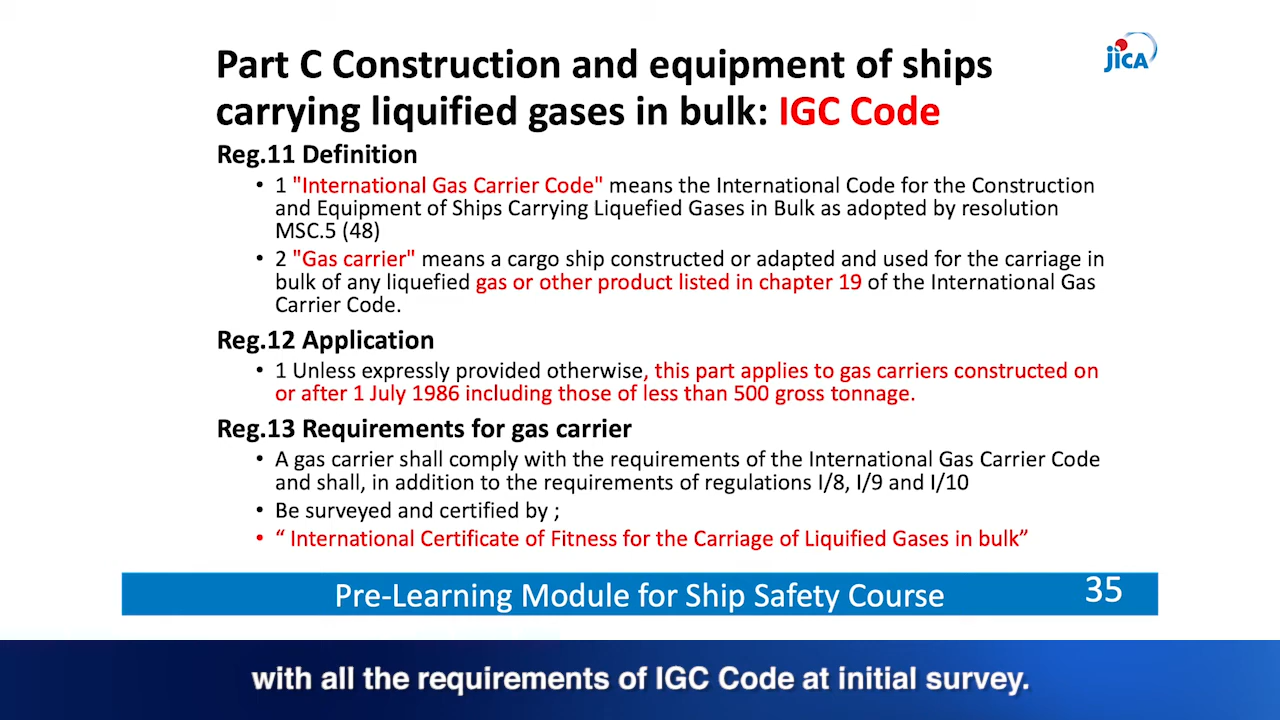 JICA
Part C Construction and equipment of ships
carrying liquified gases in bulk: IGC Code
Reg.11 Definition
• 1 "International Gas Carrier Code" means the International Code for the Construction
and Equipment of Ships Carrying Liquefied Gases in Bulk as adopted by resolution
MSC.5 (48)
• 2 "Gas carrier" means a cargo ship constructed or adapted and used for the carriage in
bulk of any liquefied gas or other product listed in chapter 19 of the International Gas
Carrier Code.
Reg.12 Application
• 1 Unless expressly provided otherwise, this part applies to gas carriers constructed on
or after 1 July 1986 including those of less than 500 gross tonnage.
Reg.13 Requirements for gas carrier
• A gas carrier shall comply with the requirements of the International Gas Carrier Code
and shall, in addition to the requirements of regulations I/8, I/9 and I/10
• Be surveyed and certified by ;
• “ International Certificate of Fitness for the Carriage of Liquified Gases in bulk”
Pre-Learning Module for Ship Safety Course 35
with all the requirements of IGC Code at initial survey.